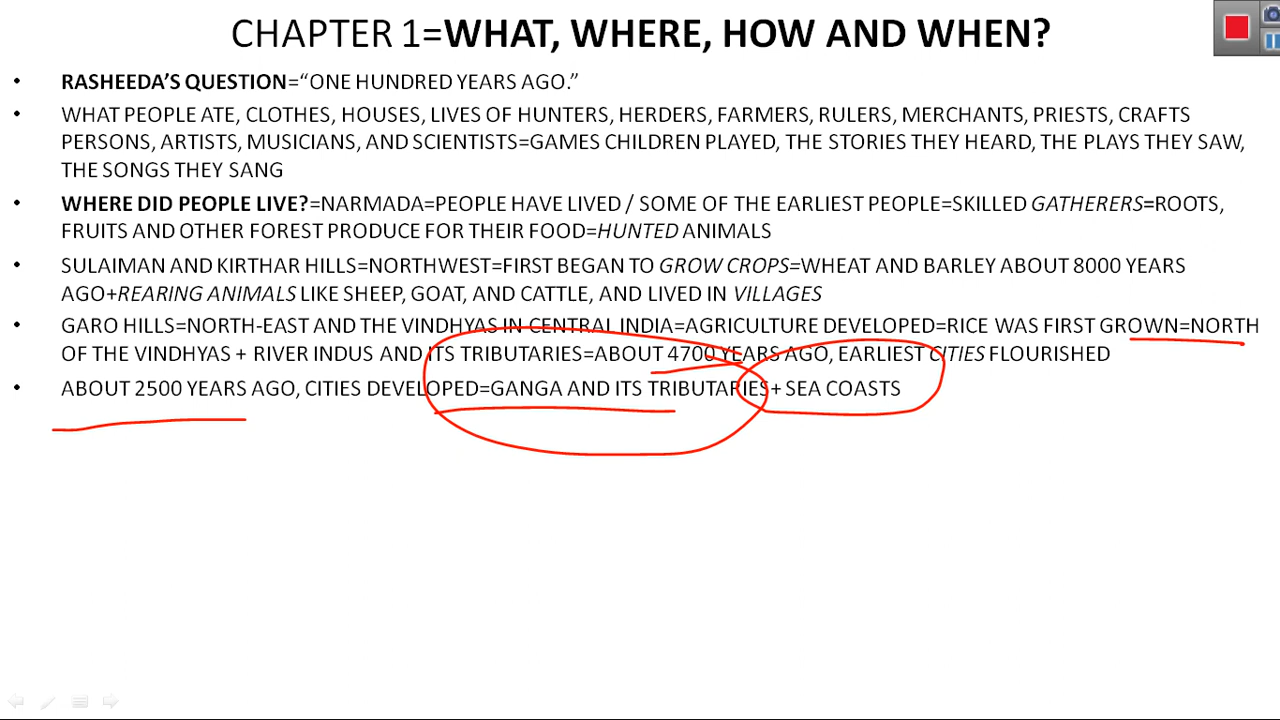 CHAPTER 1=WHAT, WHERE, HOW AND WHEN?
• RASHEEDA'S QUESTION=“ONE HUNDRED YEARS AGO.”
• WHAT PEOPLE ATE, CLOTHES, HOUSES, LIVES OF HUNTERS, HERDERS, FARMERS, RULERS, MERCHANTS, PRIESTS, CRAFTS
PERSONS, ARTISTS, MUSICIANS, AND SCIENTISTS=GAMES CHILDREN PLAYED, THE STORIES THEY HEARD, THE PLAYS THEY SAW,
THE SONGS THEY SANG
• WHERE DID PEOPLE LIVE?=NARMADA=PEOPLE HAVE LIVED / SOME OF THE EARLIEST PEOPLE=SKILLED GATHERERS=ROOTS,
FRUITS AND OTHER FOREST PRODUCE FOR THEIR FOOD=HUNTED ANIMALS
• SULAIMAN AND KIRTHAR HILLS=NORTHWEST=FIRST BEGAN TO GROW CROPS=WHEAT AND BARLEY ABOUT 8000 YEARS
AGO+REARING ANIMALS LIKE SHEEP, GOAT, AND CATTLE, AND LIVED IN VILLAGES
• GARO HILLS=NORTH-EAST AND THE VINDHYAS IN CENTRAL INDIA=AGRICULTURE DEVELOPED=RICE WAS FIRST GROWN=NORTH
OF THE VINDHYAS + RIVER INDUS AND ITS TRIBUTARIES=ABOUT 4700 YEARS AGO, EARLIEST CITIES FLOURISHED
• ABOUT 2500 YEARS AGO, CITIES DEVELOPED=GANGA AND ITS TRIBUTARIES+ SEA COASTS